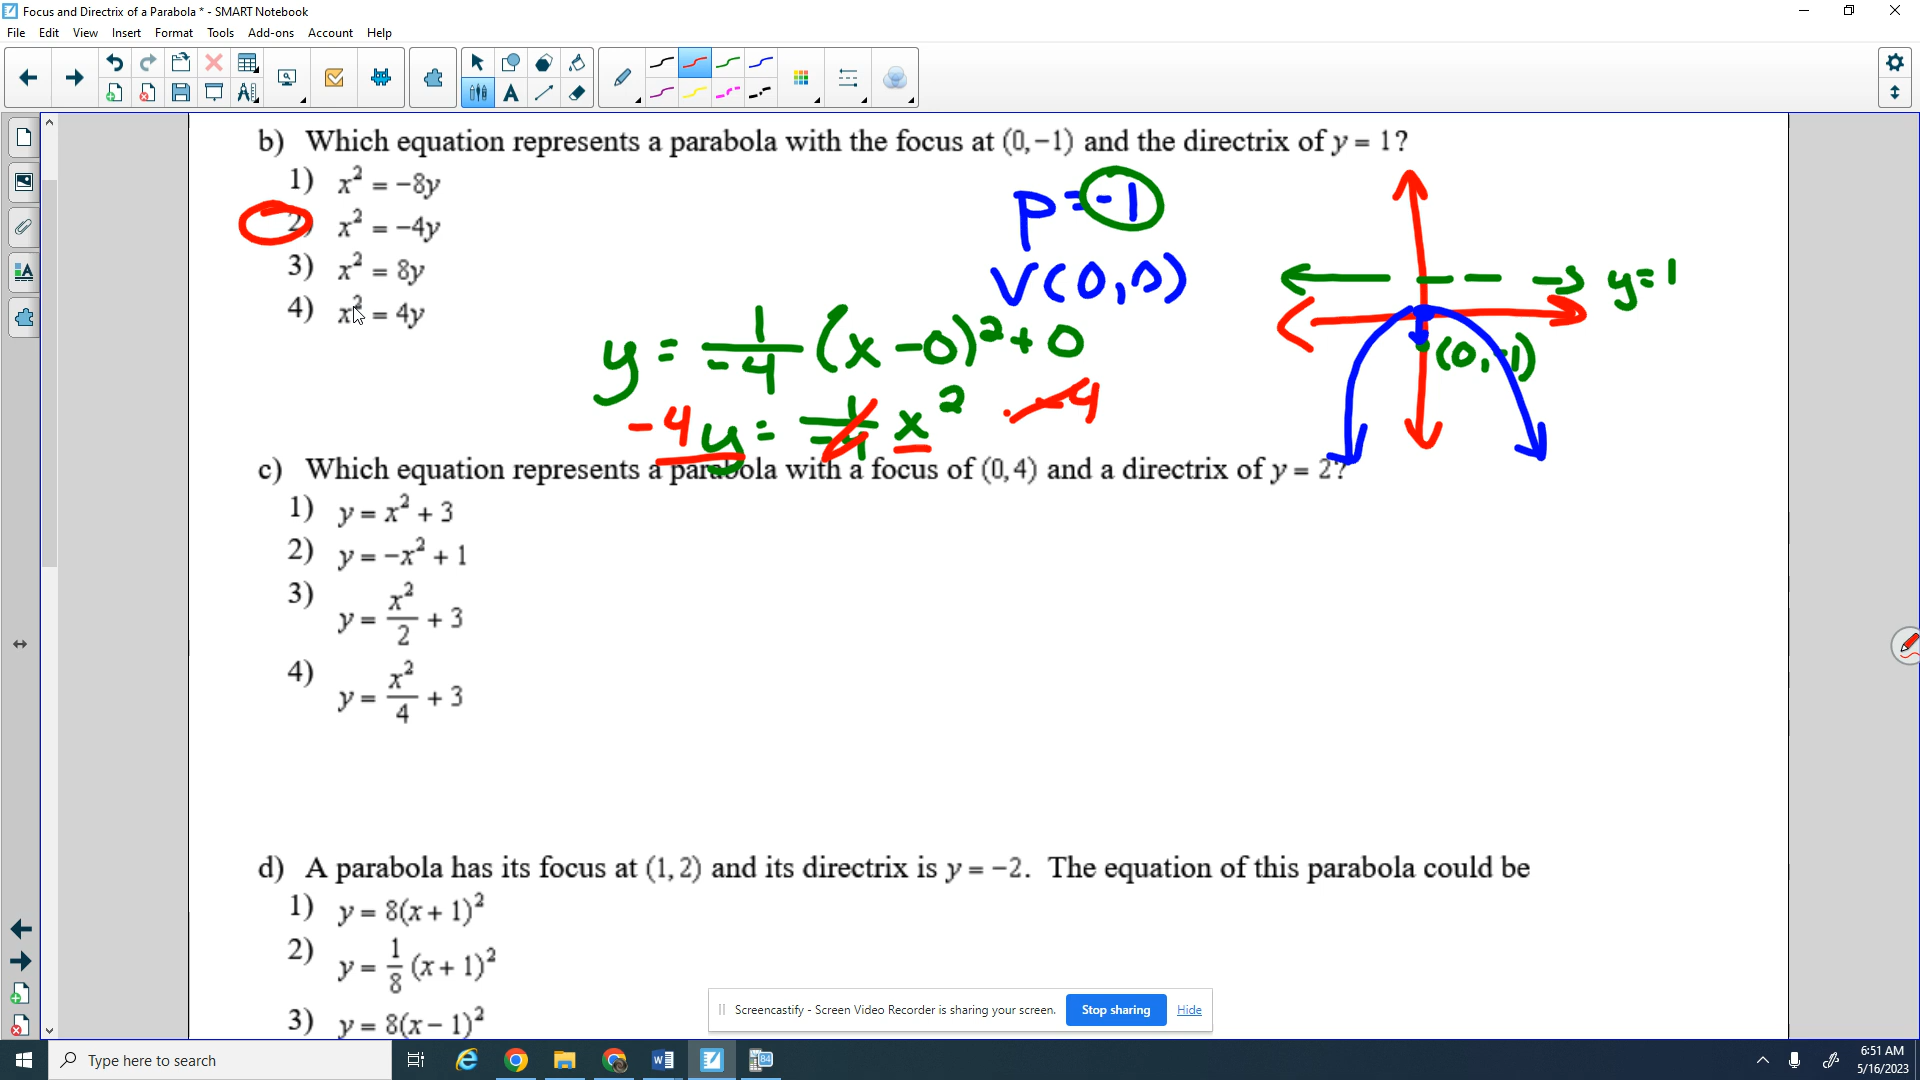 Focus and Directrix of a Parabola * - SMART Notebook
File Edit View Insert Format Tools Add-ons Account Help
b) Which equation represents a parabola with the focus at (0,−1) and the directrix of y = 1?
1) x² = −8y
2) x² = −4y
3) x² = 8y
4) x² = 4y
p = -1
V(0,0)
y = 1/-4 (x-0)² + 0
-4y = 1/-4 x² · -4
y=1
(0,-1)
c) Which equation represents a parabola with a focus of (0,4) and a directrix of y = 2?
1) y = x² + 3
2) y = −x² + 1
3) y = x²/2 + 3
4) y = x²/4 + 3
d) A parabola has its focus at (1,2) and its directrix is y = −2. The equation of this parabola could be
1) y = 8(x + 1)²
2) y = 1/8 (x + 1)²
3) y = 8(x − 1)²
Screencastify - Screen Video Recorder is sharing your screen. Stop sharing Hide
Type here to search
84
6:51 AM
5/16/2023